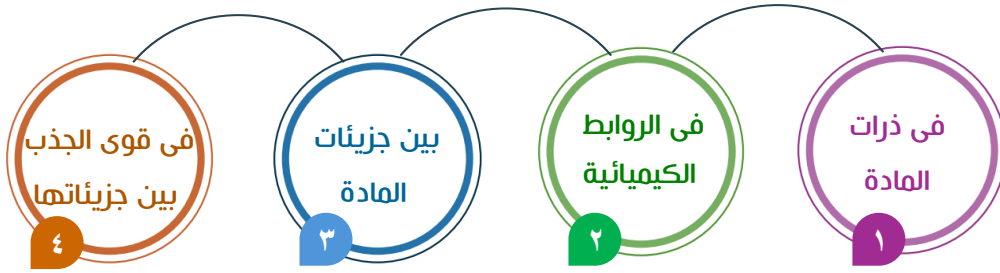 فى ذرات
المادة
١
فى الروابط
الكيميائية
٢
بين جزيئات
المادة
٣
فى قوى الجذب
بين جزيئاتها
٤